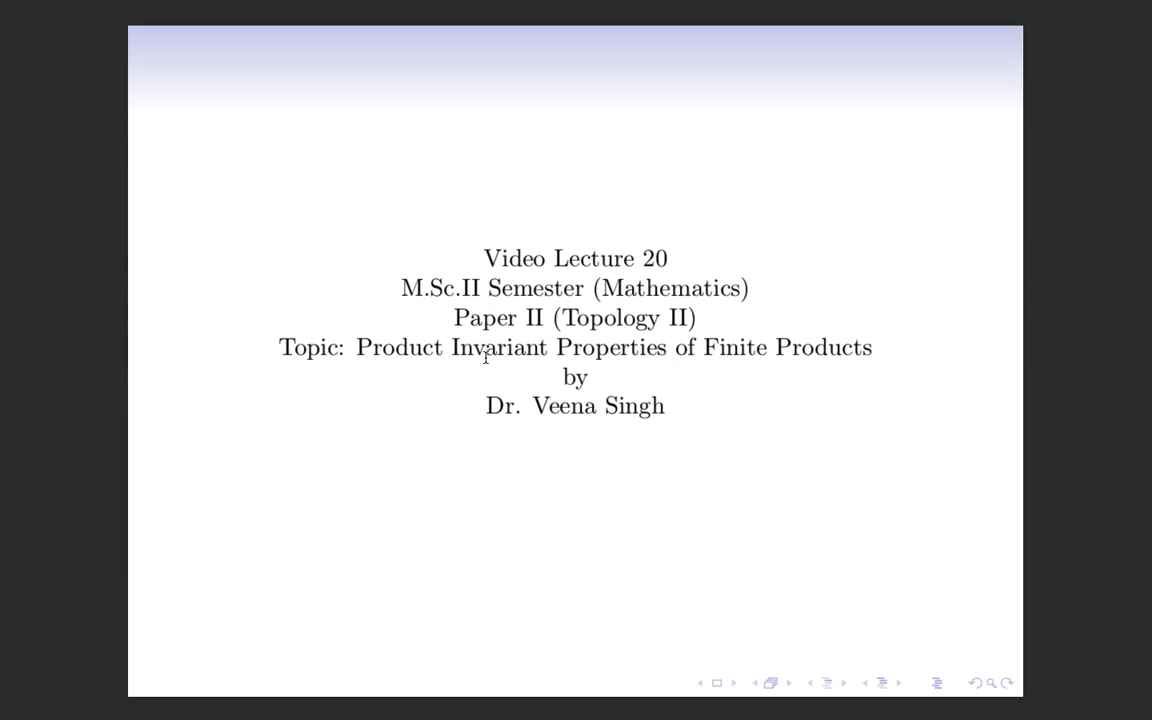 Video Lecture 20
M.Sc.II Semester (Mathematics)
Paper II (Topology II)
Topic: Product Invariant Properties of Finite Products
by
Dr. Veena Singh